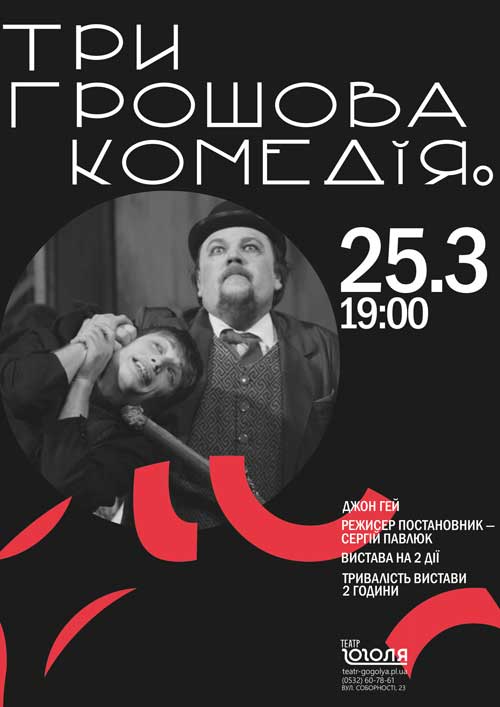 ТРИ
ГРОШОВА
КОМЕДІЯ.
25.3
19:00
ДЖОН ГЕЙ
РЕЖИСЕР ПОСТАНОВНИК –
СЕРГІЙ ПАВЛЮК
ВИСТАВА НА 2 ДІЇ
ТРИВАЛІСТЬ ВИСТАВИ
2 ГОДИНИ
ТЕАТР
ГОГОЛЯ
teatr-gogolya.pl.ua
(0532) 60-78-61
ВУЛ. СОБОРНОСТІ, 23